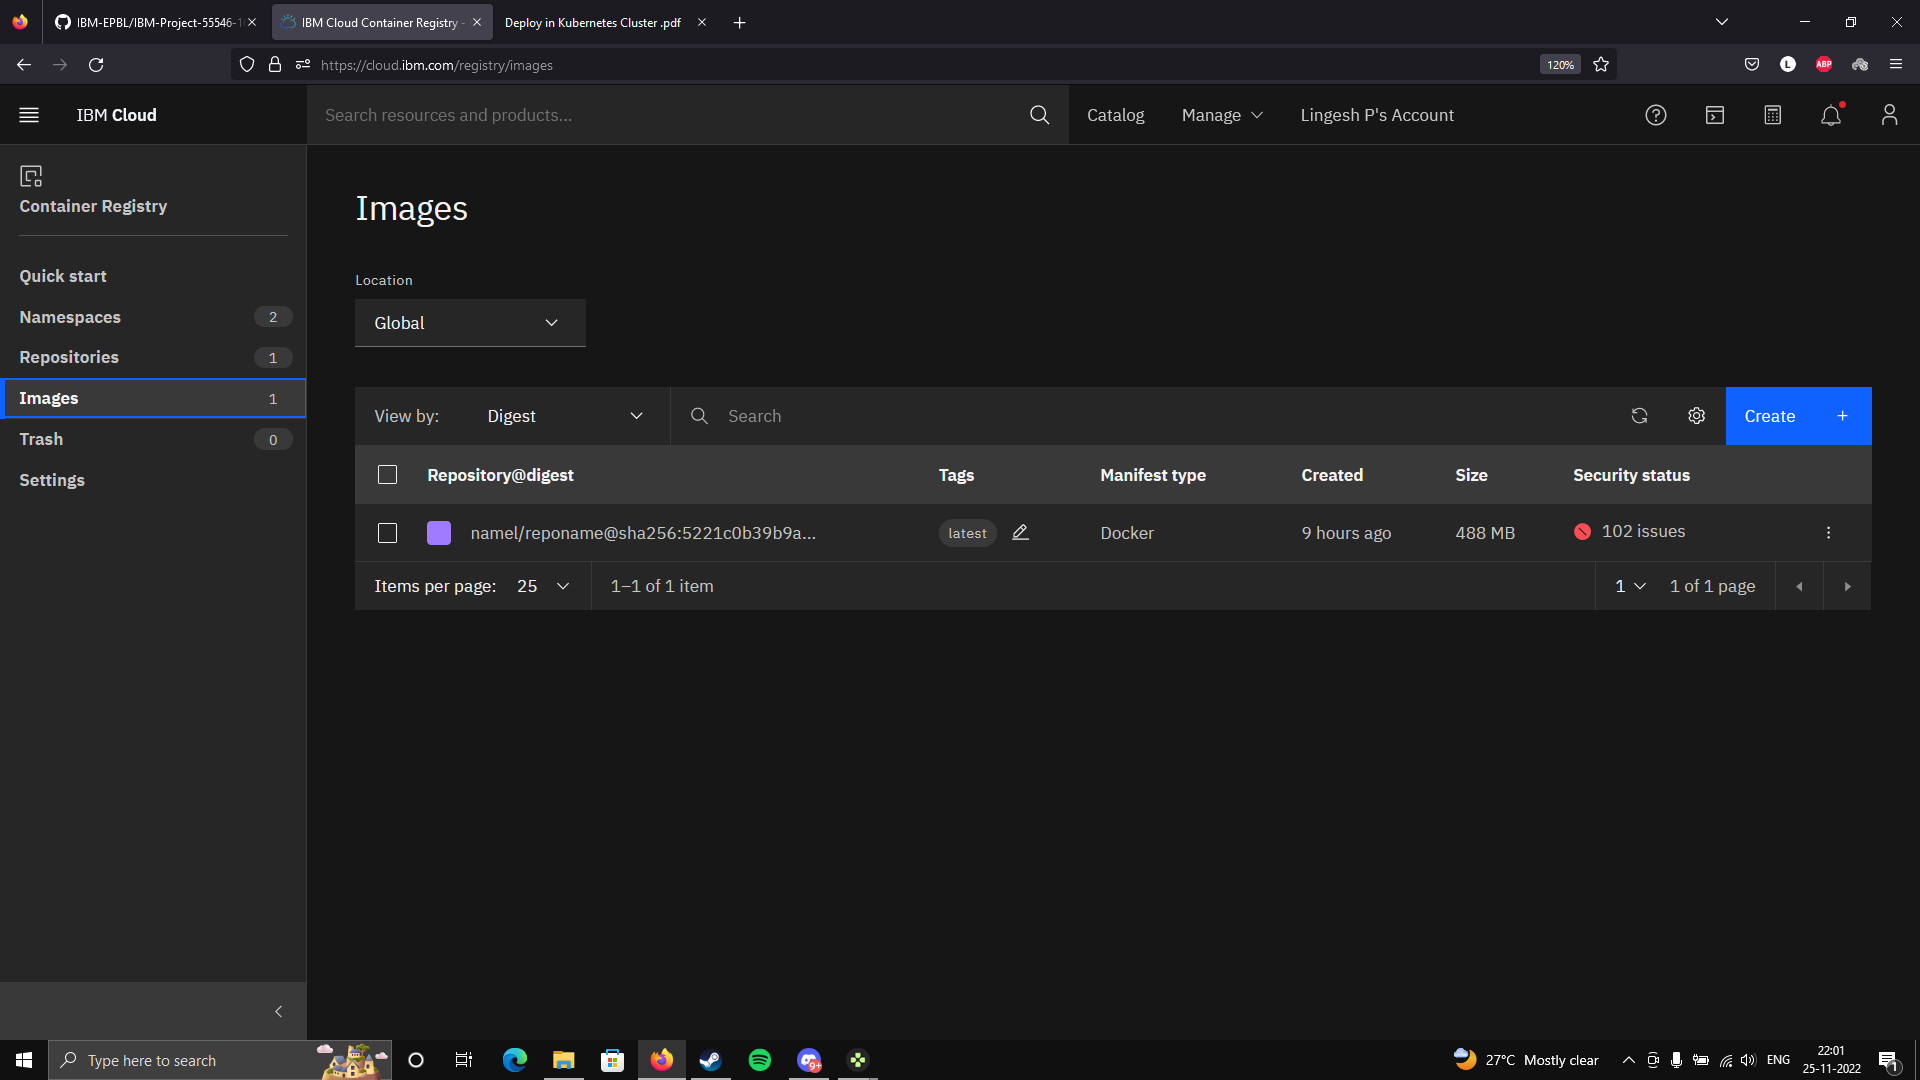 IBM-EPBL/IBM-Project-55546-1
IBM Cloud Container Registry -
Deploy in Kubernetes Cluster .pdf
https://cloud.ibm.com/registry/images
120%
L
ABP
IBM Cloud
Search resources and products...
Catalog
Manage
Lingesh P's Account
Container Registry
Quick start
Namespaces 2
Repositories 1
Images 1
Trash 0
Settings
Images
Location
Global
View by: Digest
Search
Create +
Repository@digest Tags Manifest type Created Size Security status
namel/reponame@sha256:5221c0b39b9a... latest Docker 9 hours ago 488 MB 102 issues
Items per page: 25 1–1 of 1 item 1 1 of 1 page
Type here to search
9+
27°C Mostly clear
ENG
22:01
25-11-2022
1